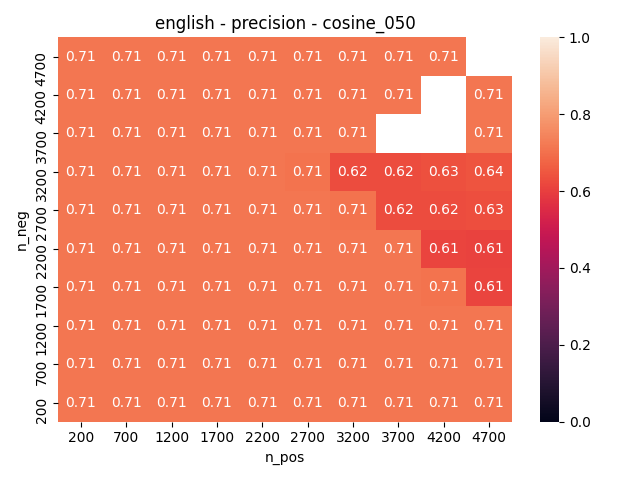 english - precision - cosine_050
4700 0.71 0.71 0.71 0.71 0.71 0.71 0.71 0.71 0.71
4200 0.71 0.71 0.71 0.71 0.71 0.71 0.71 0.71 0.71
3700 0.71 0.71 0.71 0.71 0.71 0.71 0.71 0.71
3200 0.71 0.71 0.71 0.71 0.71 0.71 0.62 0.62 0.63 0.64
2700 0.71 0.71 0.71 0.71 0.71 0.71 0.71 0.62 0.62 0.63
2200 0.71 0.71 0.71 0.71 0.71 0.71 0.71 0.71 0.61 0.61
1700 0.71 0.71 0.71 0.71 0.71 0.71 0.71 0.71 0.71 0.61
1200 0.71 0.71 0.71 0.71 0.71 0.71 0.71 0.71 0.71 0.71
700 0.71 0.71 0.71 0.71 0.71 0.71 0.71 0.71 0.71 0.71
200 0.71 0.71 0.71 0.71 0.71 0.71 0.71 0.71 0.71 0.71
200 700 1200 1700 2200 2700 3200 3700 4200 4700
n_pos
n_neg
1.0
0.8
0.6
0.4
0.2
0.0